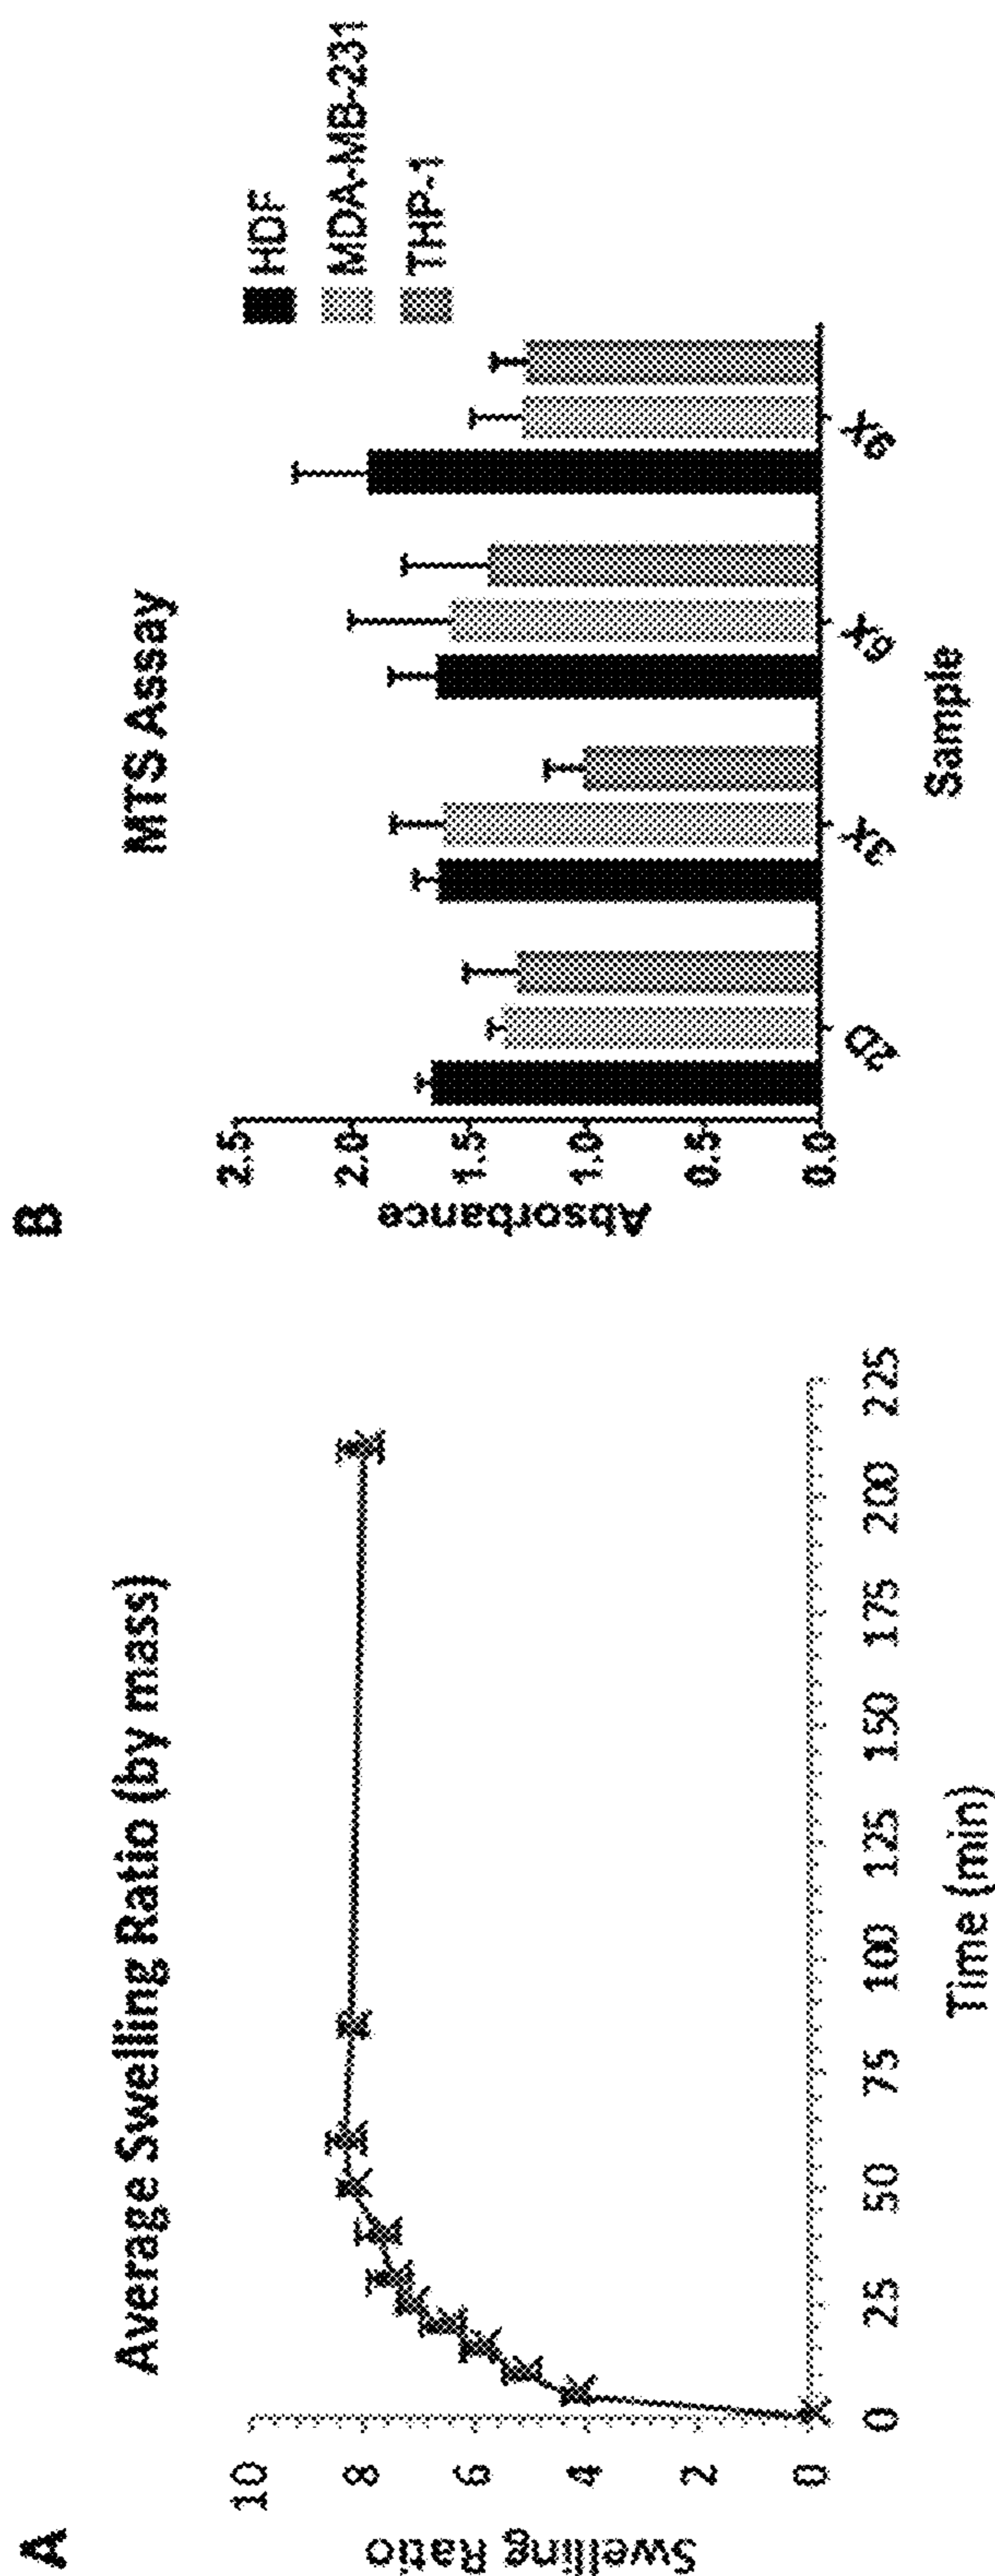 A
Average Swelling Ratio (by mass)
Swelling Ratio
10
8
6
4
2
0
0 25 50 75 100 125 150 175 200 225
Time (min)
B
MTS Assay
Absorbance
2.5
2.0
1.5
1.0
0.5
0.0
2D 3X 6X 9X
Sample
HDF
MDA-MB-231
THP-1